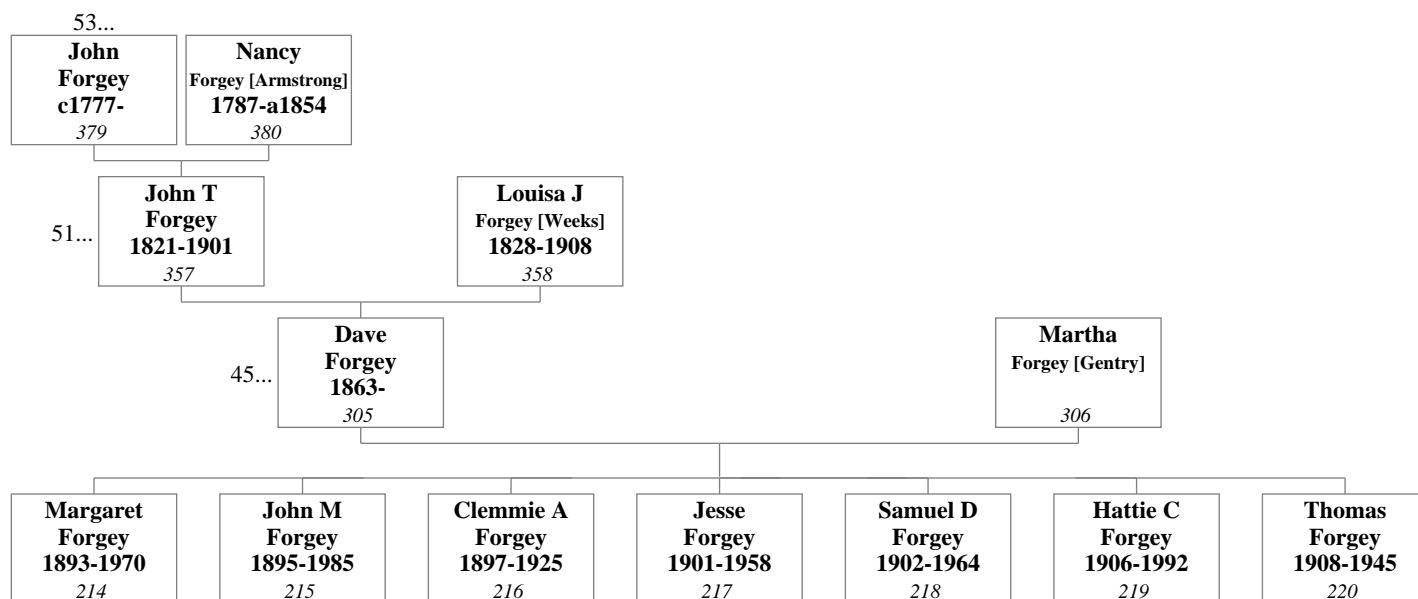 53...
John
Forgey
c1777-
379
Nancy
Forgey [Armstrong]
1787-a1854
380
51...
John T
Forgey
1821-1901
357
Louisa J
Forgey [Weeks]
1828-1908
358
45...
Dave
Forgey
1863-
305
Martha
Forgey [Gentry]
306
Margaret
Forgey
1893-1970
214
John M
Forgey
1895-1985
215
Clemmie A
Forgey
1897-1925
216
Jesse
Forgey
1901-1958
217
Samuel D
Forgey
1902-1964
218
Hattie C
Forgey
1906-1992
219
Thomas
Forgey
1908-1945
220